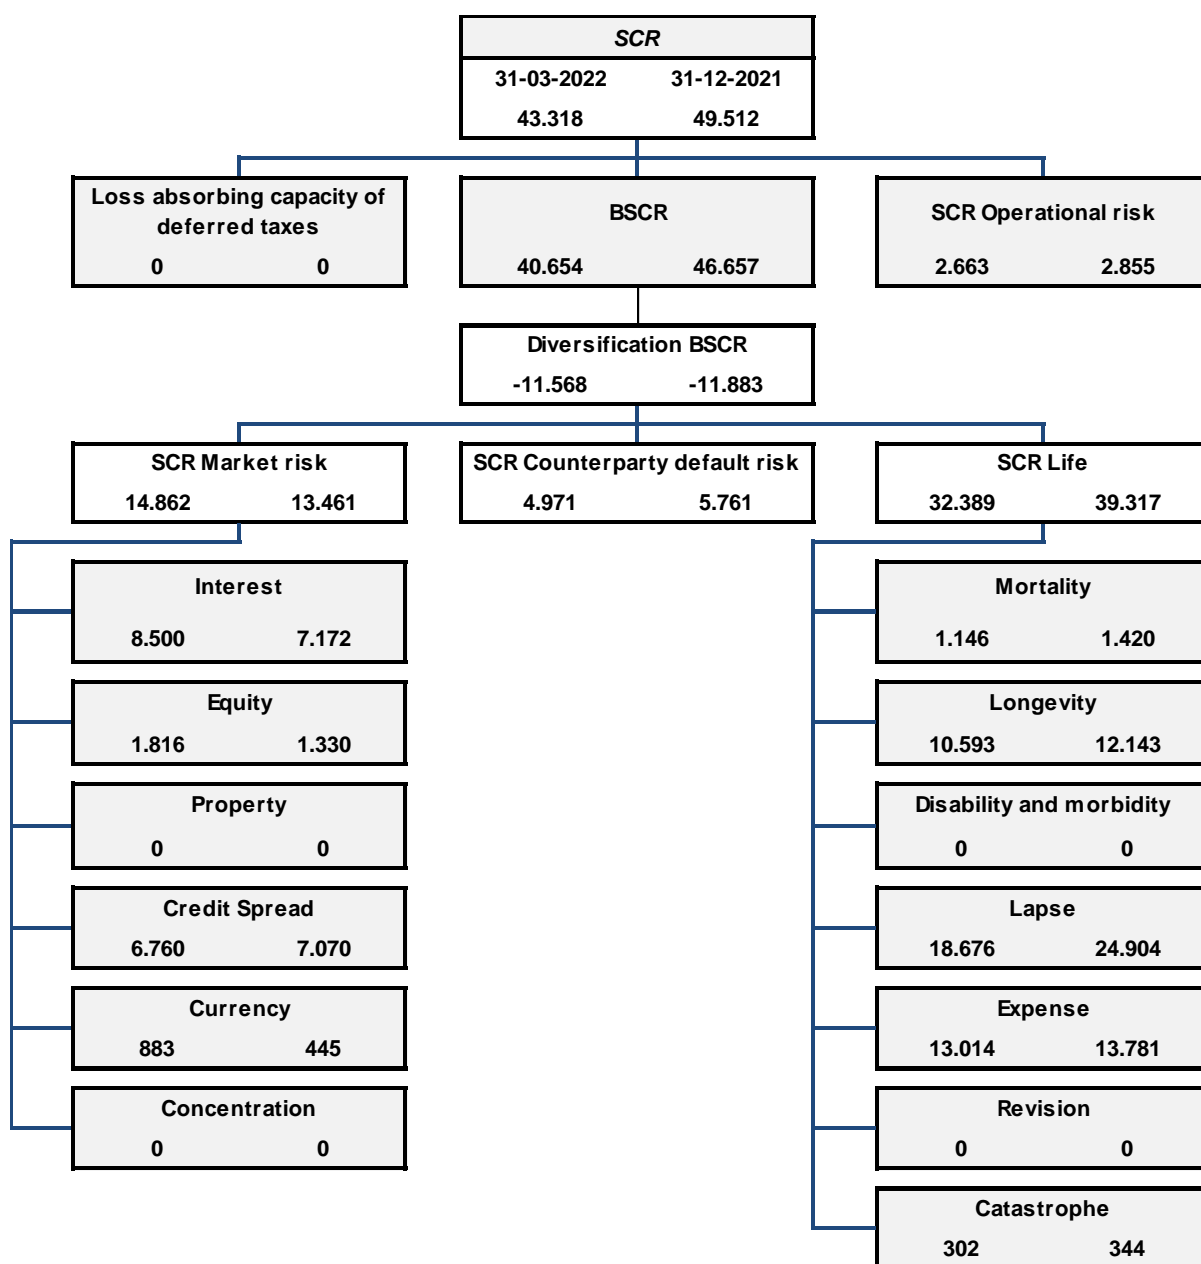 SCR
31-03-2022 31-12-2021
43.318 49.512
Loss absorbing capacity of
deferred taxes
0 0
BSCR
40.654 46.657
SCR Operational risk
2.663 2.855
Diversification BSCR
-11.568 -11.883
SCR Market risk
14.862 13.461
SCR Counterparty default risk
4.971 5.761
SCR Life
32.389 39.317
Interest
8.500 7.172
Equity
1.816 1.330
Property
0 0
Credit Spread
6.760 7.070
Currency
883 445
Concentration
0 0
Mortality
1.146 1.420
Longevity
10.593 12.143
Disability and morbidity
0 0
Lapse
18.676 24.904
Expense
13.014 13.781
Revision
0 0
Catastrophe
302 344